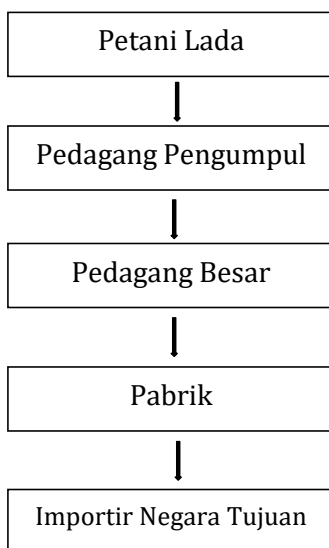 Petani Lada
Pedagang Pengumpul
Pedagang Besar
Pabrik
Importir Negara Tujuan